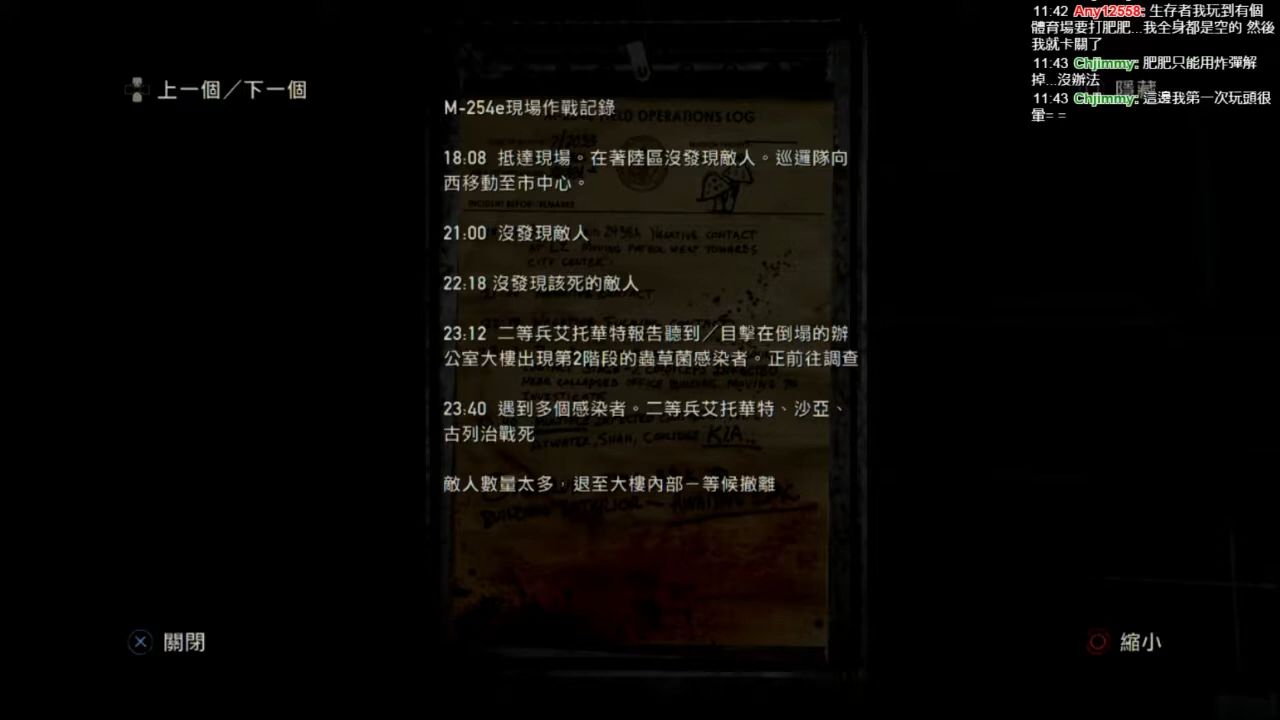 11:42 Any12558: 生存者我玩到有個
體育場要打肥肥...我全身都是空的 然後
我就卡關了
11:43 Chjimmy: 肥肥只能用炸彈解
掉...沒辦法
11:43 Chjimmy: 這邊我第一次玩頭很
暈= =
上一個／下一個
隱藏
M-254e現場作戰記錄
FIELD OPERATIONS LOG
18:08 抵達現場。在著陸區沒發現敵人。巡邏隊向
西移動至市中心。
21:00 沒發現敵人
22:18 沒發現該死的敵人
23:12 二等兵艾托華特報告聽到／目擊在倒塌的辦
公室大樓出現第2階段的蟲草菌感染者。正前往調查
23:40 遇到多個感染者。二等兵艾托華特、沙亞、
古列治戰死
敵人數量太多，退至大樓內部－等候撤離
關閉
縮小